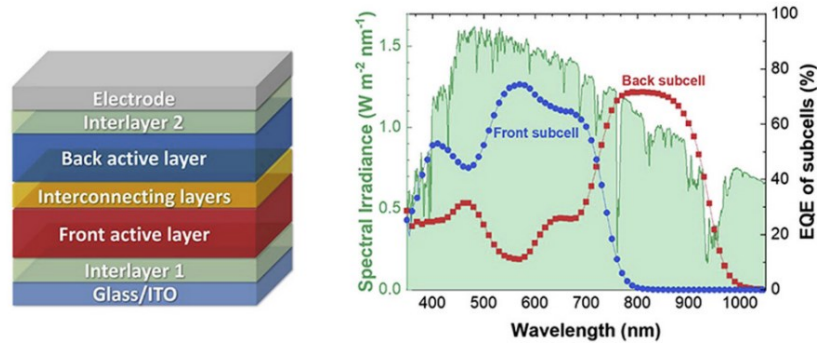 Electrode
Interlayer 2
Back active layer
Interconnecting layers
Front active layer
Interlayer 1
Glass/ITO
Spectral Irradiance (W m⁻² nm⁻¹)
1.5
1.0
0.5
0.0
Back subcell
Front subcell
100
80
60
40
20
0
EQE of subcells (%)
400 500 600 700 800 900 1000
Wavelength (nm)